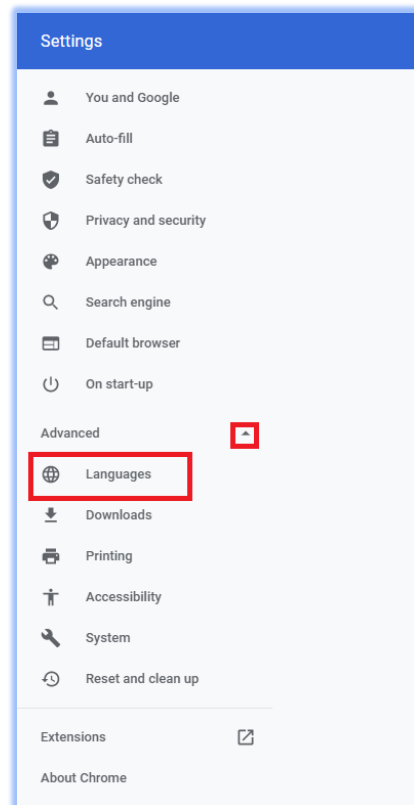 Settings
You and Google
Auto-fill
Safety check
Privacy and security
Appearance
Search engine
Default browser
On start-up
Advanced
Languages
Downloads
Printing
Accessibility
System
Reset and clean up
Extensions
About Chrome